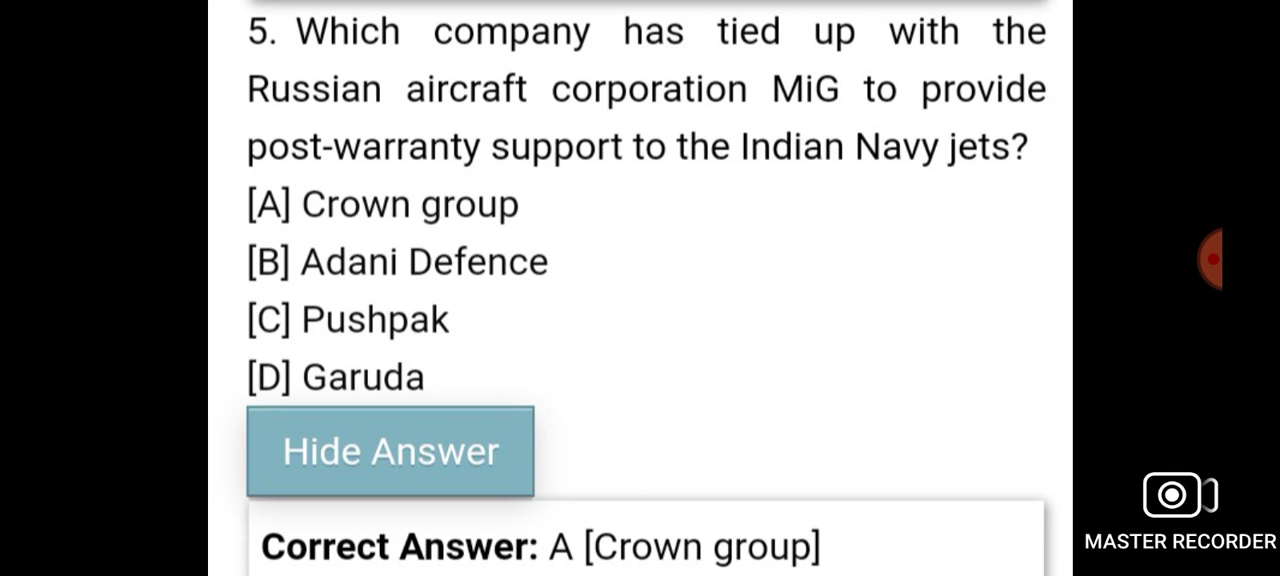 5. Which company has tied up with the
Russian aircraft corporation MiG to provide
post-warranty support to the Indian Navy jets?
[A] Crown group
[B] Adani Defence
[C] Pushpak
[D] Garuda
Hide Answer
Correct Answer: A [Crown group]
MASTER RECORDER